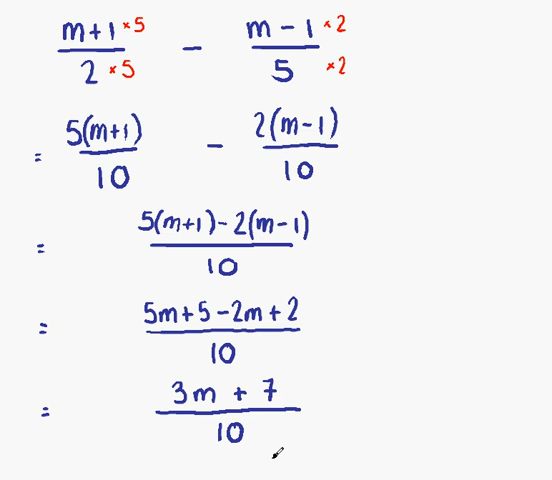 (m+1 ×5)/(2 ×5) - (m-1 ×2)/(5 ×2)
= 5(m+1)/10 - 2(m-1)/10
= (5(m+1)-2(m-1))/10
= (5m+5-2m+2)/10
= (3m+7)/10